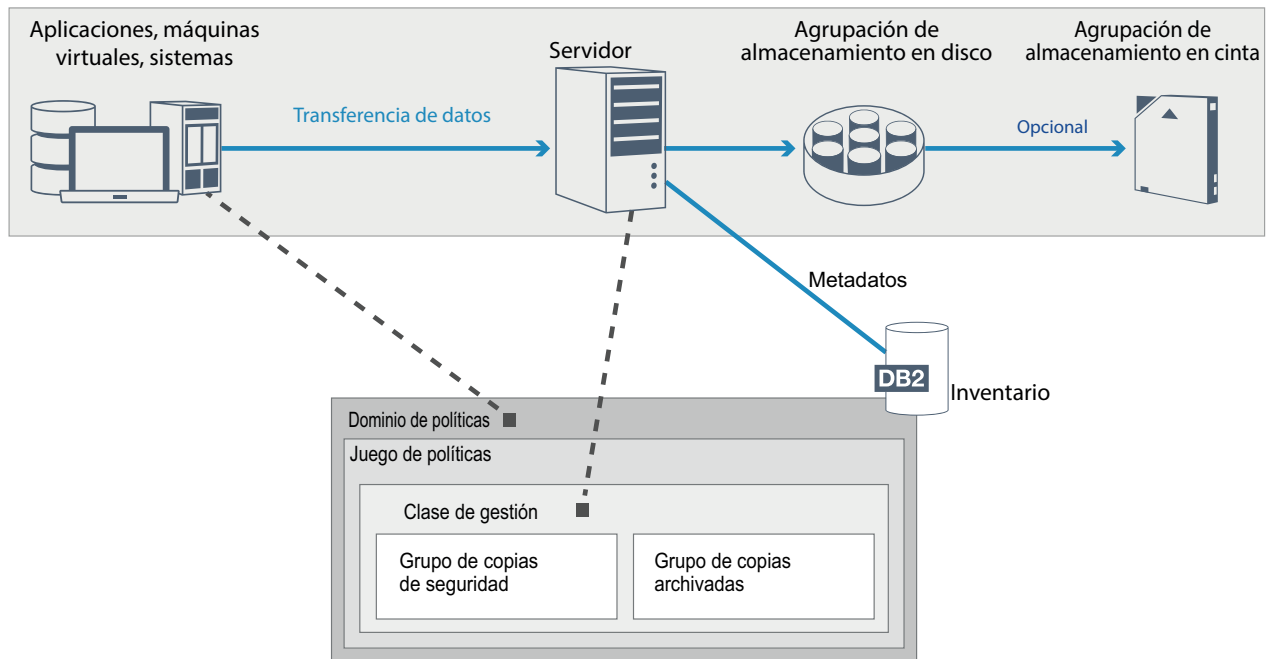 Aplicaciones, máquinas
virtuales, sistemas
Servidor
Agrupación de
almacenamiento en disco
Agrupación de
almacenamiento en cinta
Transferencia de datos
Opcional
Metadatos
DB2
Inventario
Dominio de políticas
Juego de políticas
Clase de gestión
Grupo de copias
de seguridad
Grupo de copias
archivadas